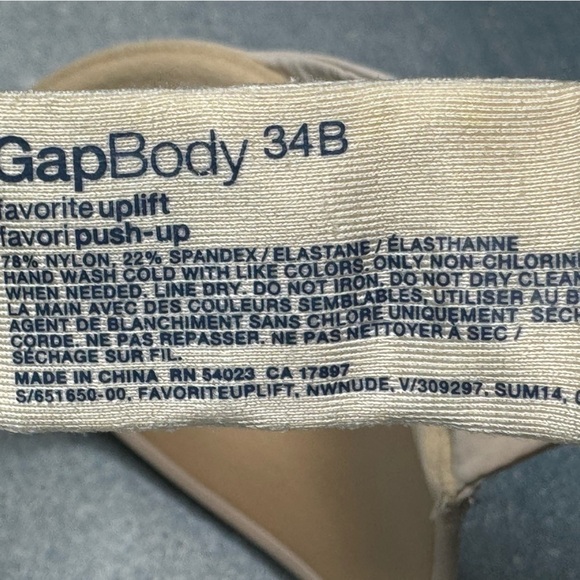 GapBody 34B
favorite uplift
favori push-up
78% NYLON, 22% SPANDEX / ELASTANE / ÉLASTHANNE
HAND WASH COLD WITH LIKE COLORS. ONLY NON-CHLORINE
WHEN NEEDED. LINE DRY. DO NOT IRON. DO NOT DRY CLEAN
LA MAIN AVEC DES COULEURS SEMBLABLES. UTILISER AU B
AGENT DE BLANCHIMENT SANS CHLORE UNIQUEMENT SÉCH
CORDE. NE PAS REPASSER. NE PAS NETTOYER À SEC /
SÉCHAGE SUR FIL.
MADE IN CHINA RN 54023 CA 17897
S/651650-00, FAVORITEUPLIFT, NWNUDE, V/309297, SUM14,